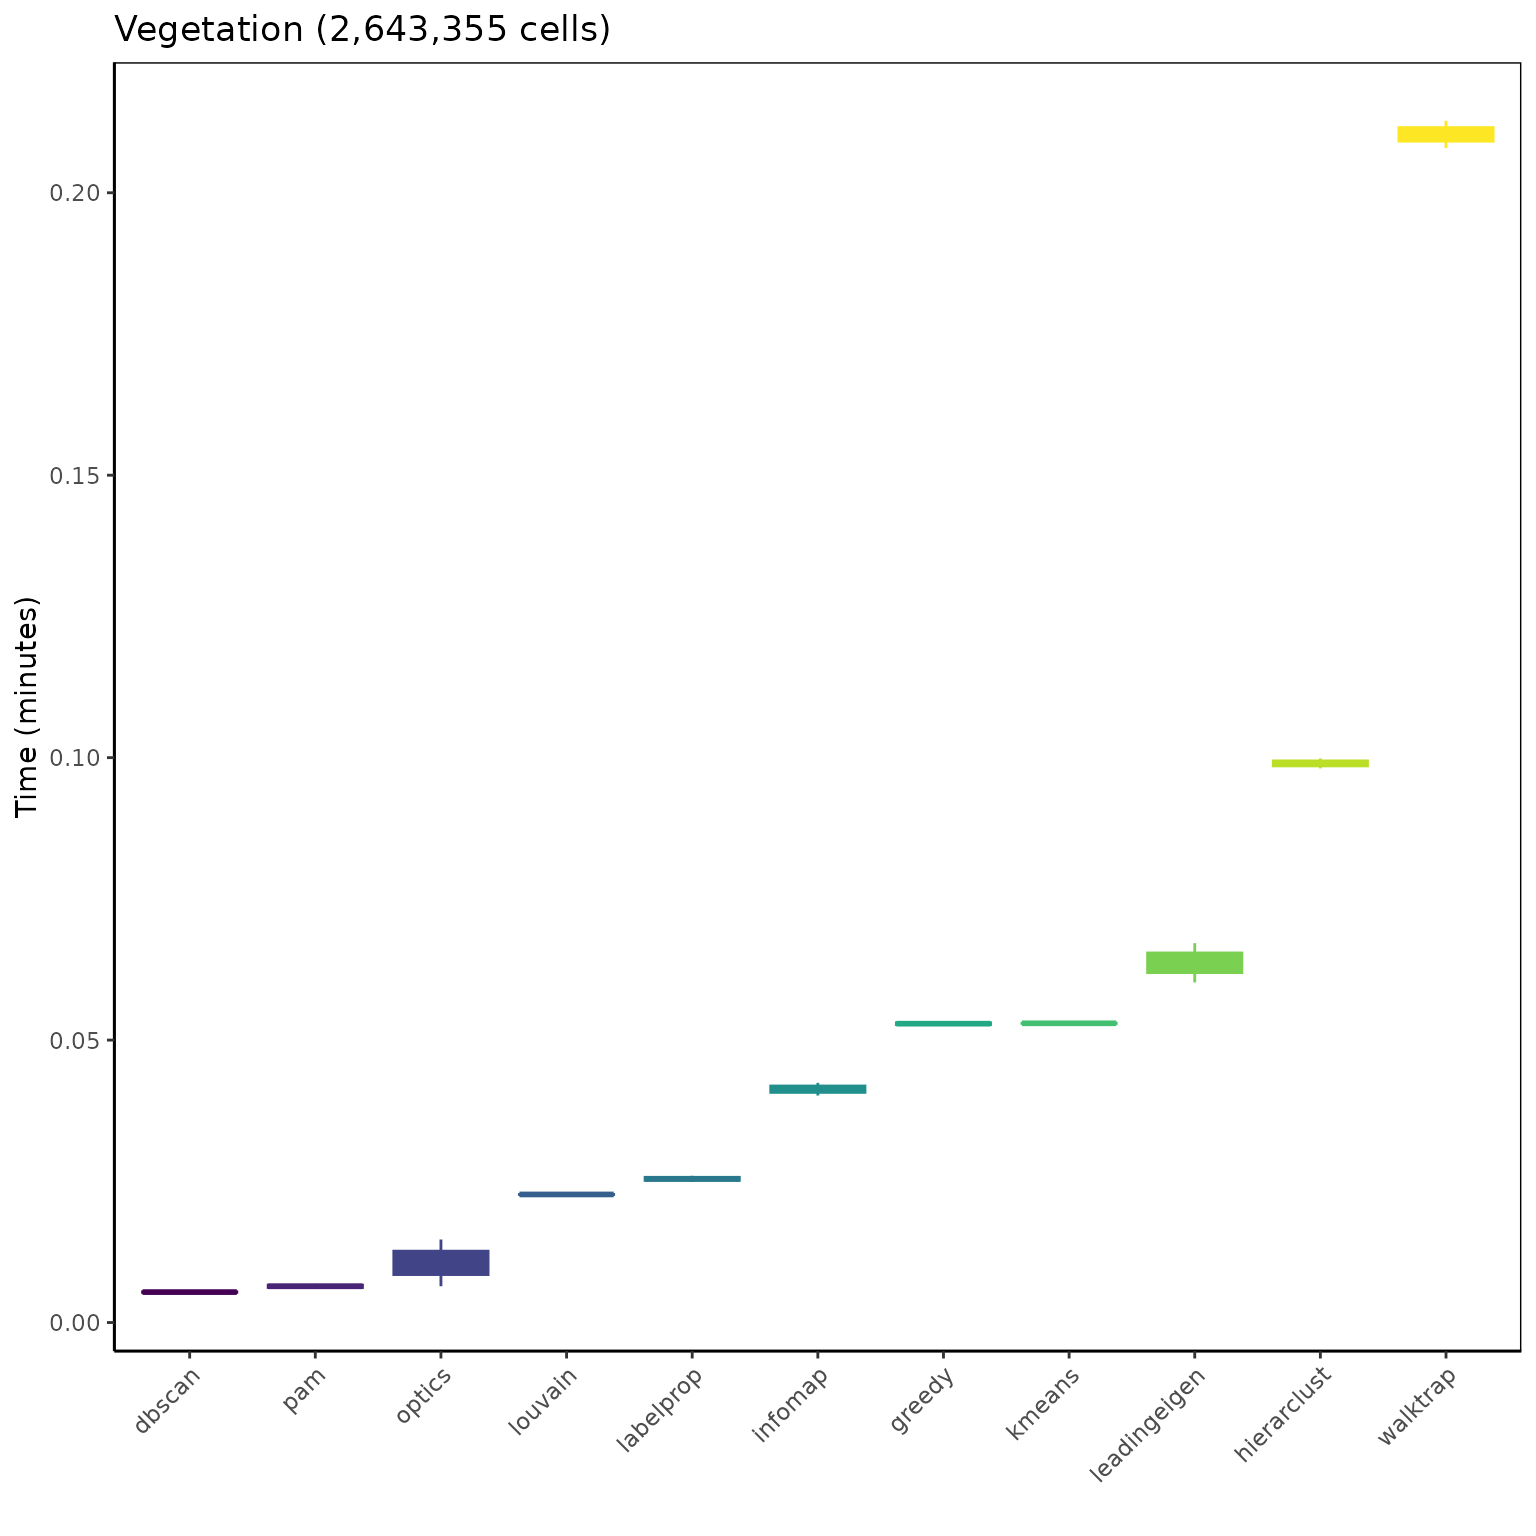 Vegetation (2,643,355 cells)
Time (minutes)
0.20
0.15
0.10
0.05
0.00
dbscan
pam
optics
louvain
labelprop
infomap
greedy
kmeans
leadingeigen
hierarclust
walktrap